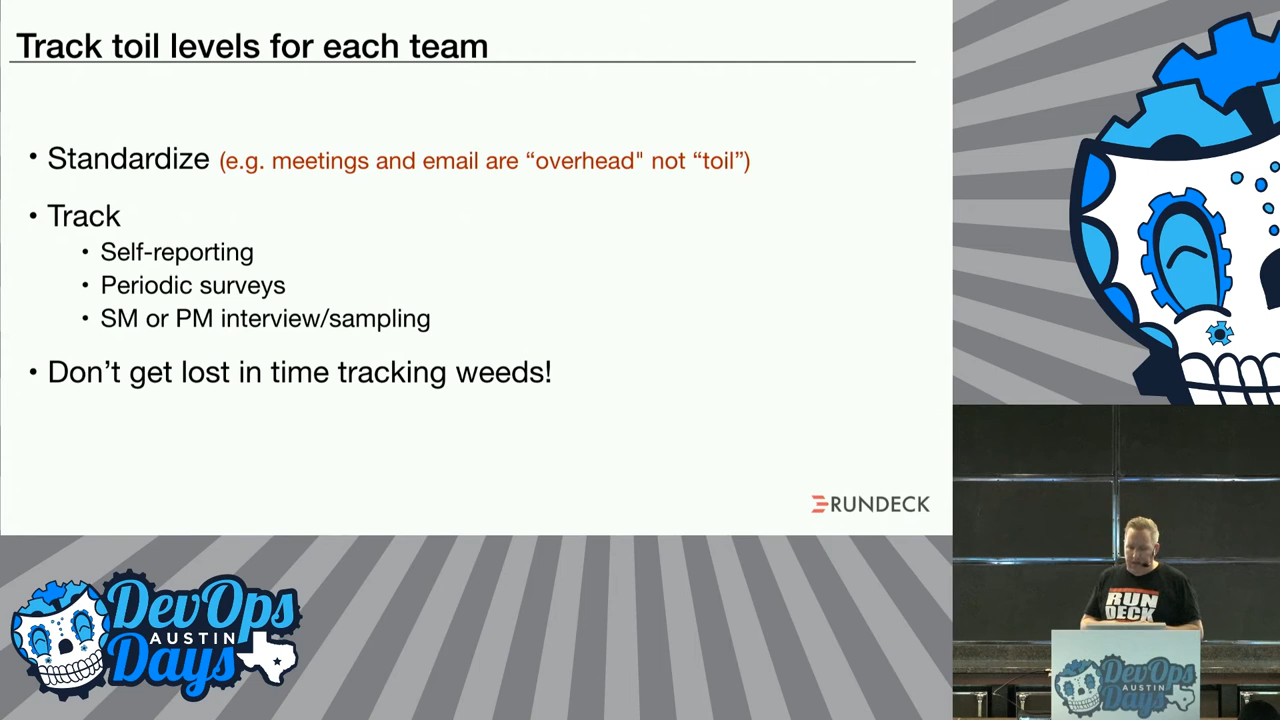 Track toil levels for each team
• Standardize (e.g. meetings and email are “overhead" not “toil”)
• Track
• Self-reporting
• Periodic surveys
• SM or PM interview/sampling
• Don’t get lost in time tracking weeds!
RUNDECK
DevOps
AUSTIN
Days
RUN
DECK
DevOps
AUSTIN
Days